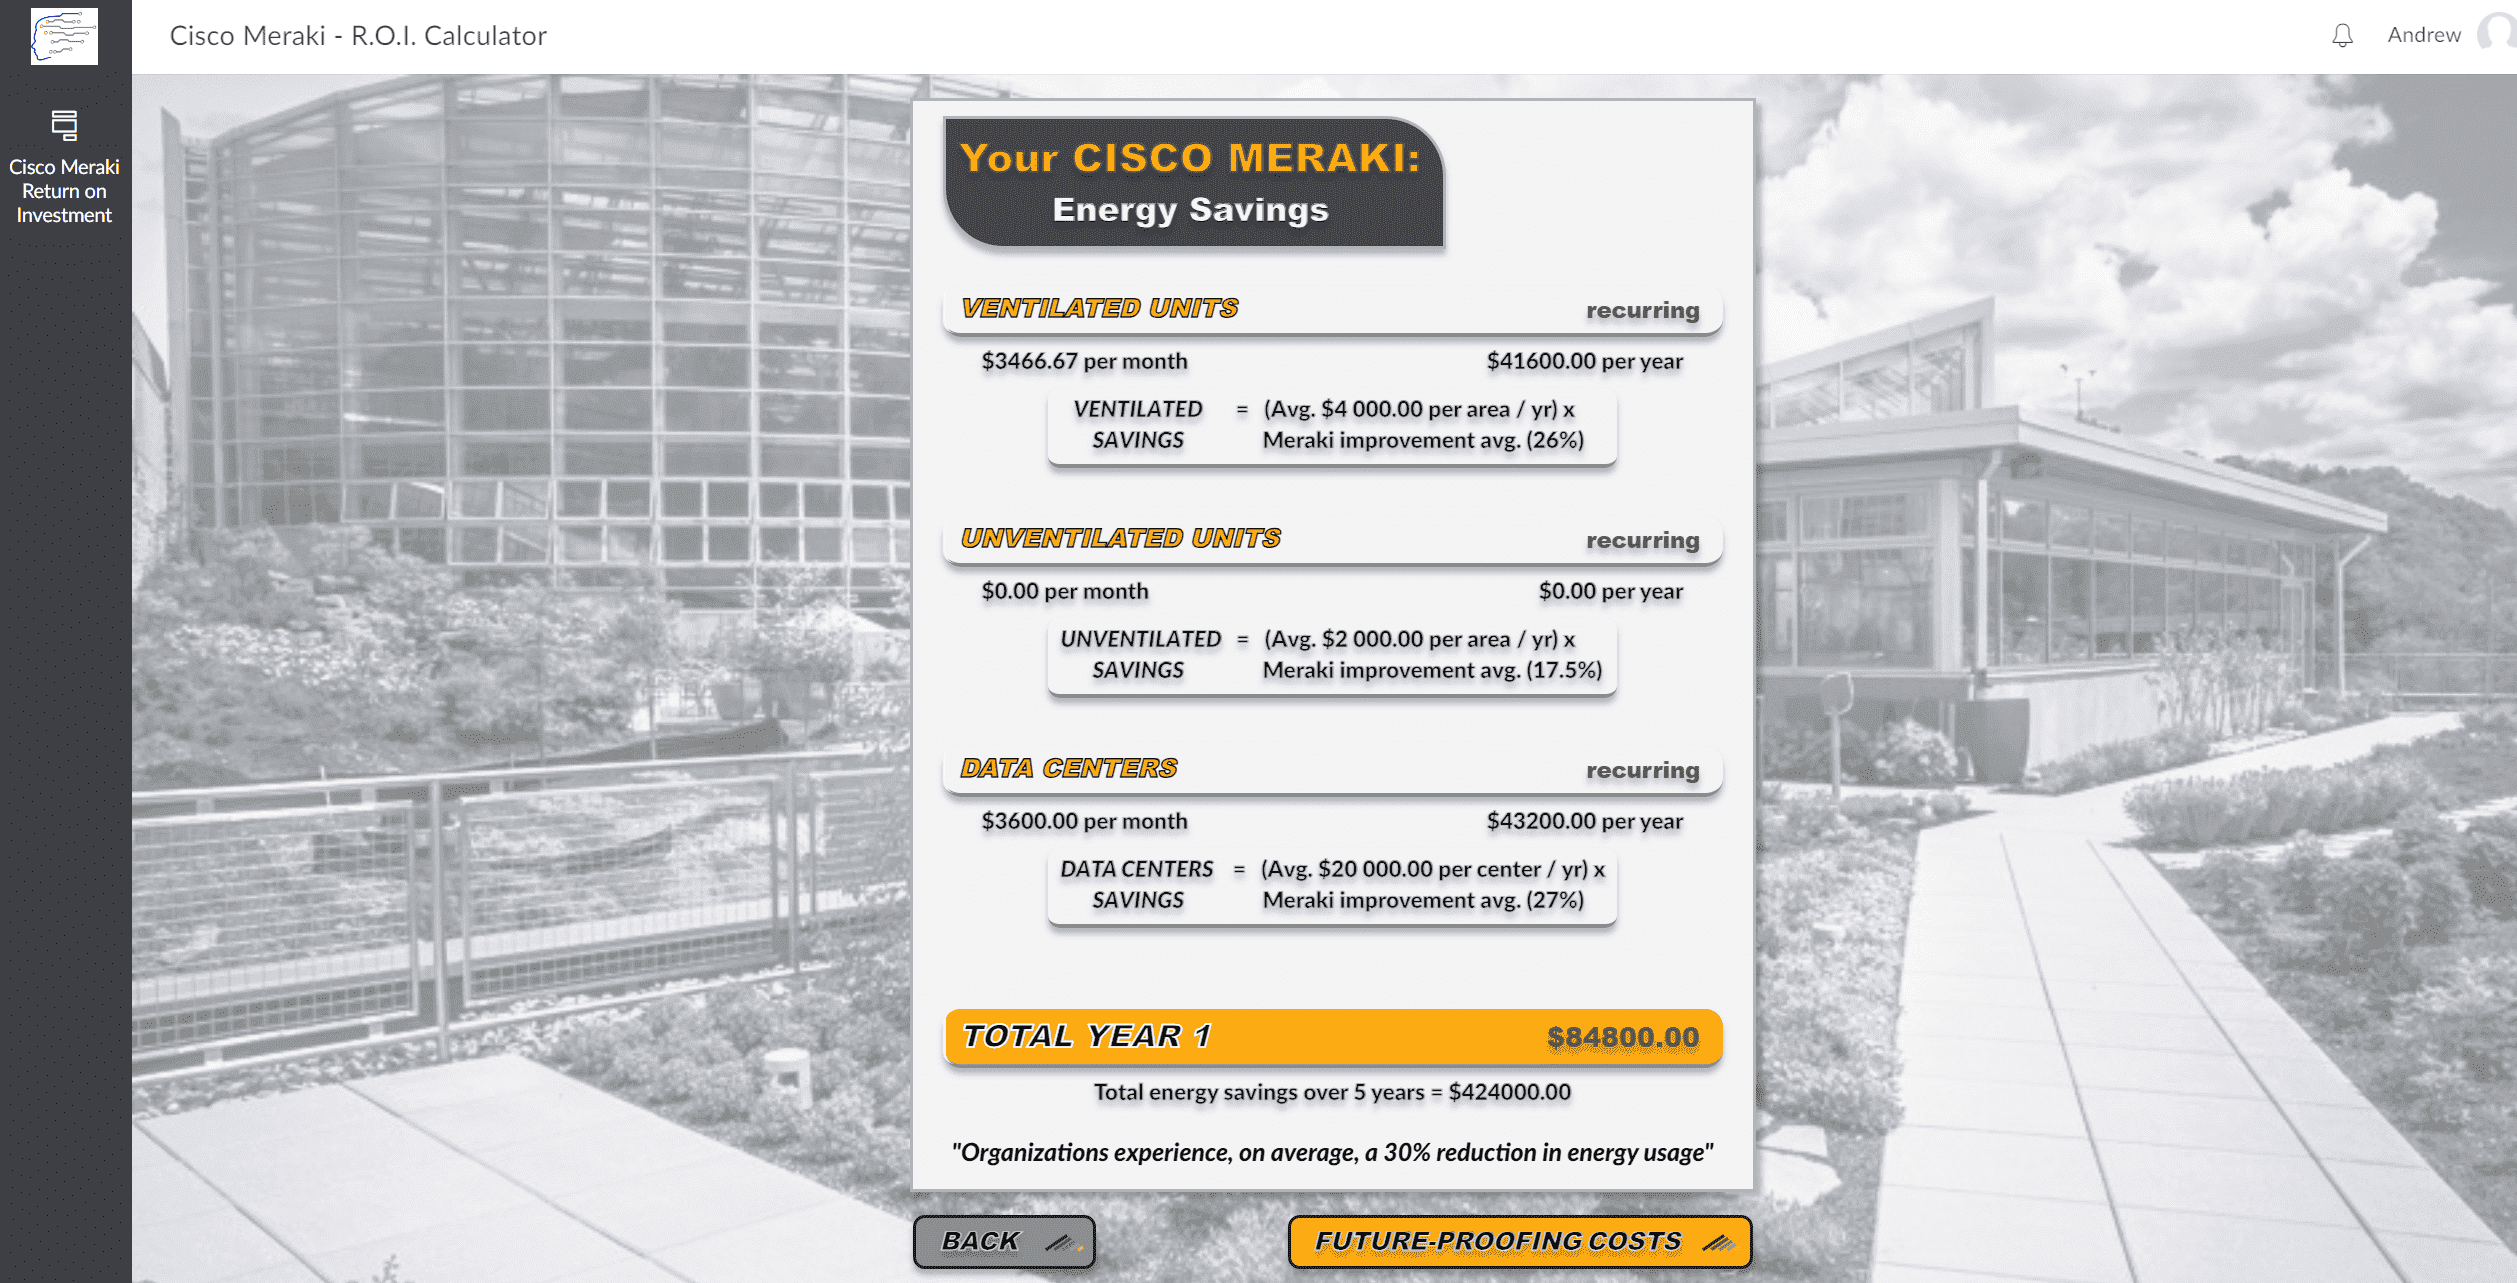 Cisco Meraki - R.O.I. Calculator
Andrew
Cisco Meraki
Return on
Investment
Your CISCO MERAKI:
Energy Savings
VENTILATED UNITS recurring
$3466.67 per month $41600.00 per year
VENTILATED = (Avg. $4 000.00 per area / yr) x
SAVINGS Meraki improvement avg. (26%)
UNVENTILATED UNITS recurring
$0.00 per month $0.00 per year
UNVENTILATED = (Avg. $2 000.00 per area / yr) x
SAVINGS Meraki improvement avg. (17.5%)
DATA CENTERS recurring
$3600.00 per month $43200.00 per year
DATA CENTERS = (Avg. $20 000.00 per center / yr) x
SAVINGS Meraki improvement avg. (27%)
TOTAL YEAR 1 $84800.00
Total energy savings over 5 years = $424000.00
"Organizations experience, on average, a 30% reduction in energy usage"
BACK
FUTURE-PROOFING COSTS